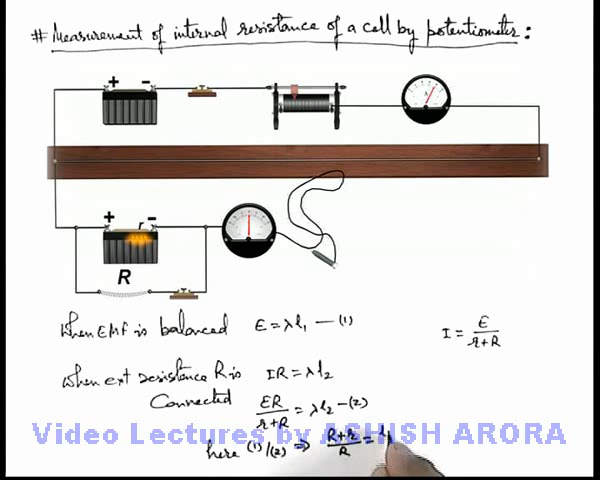 # Measurement of internal resistance of a cell by potentiometer :
+ -
A
+ r -
R
When EMF is balanced E = λl₁ — (1)
I = E/(r+R)
When ext resistance R is IR = λl₂
Connected ER/(r+R) = λl₂ — (2)
Video Lectures by ASHISH ARORA
here (1)/(2) ⇒ (R+r)/R = l₁